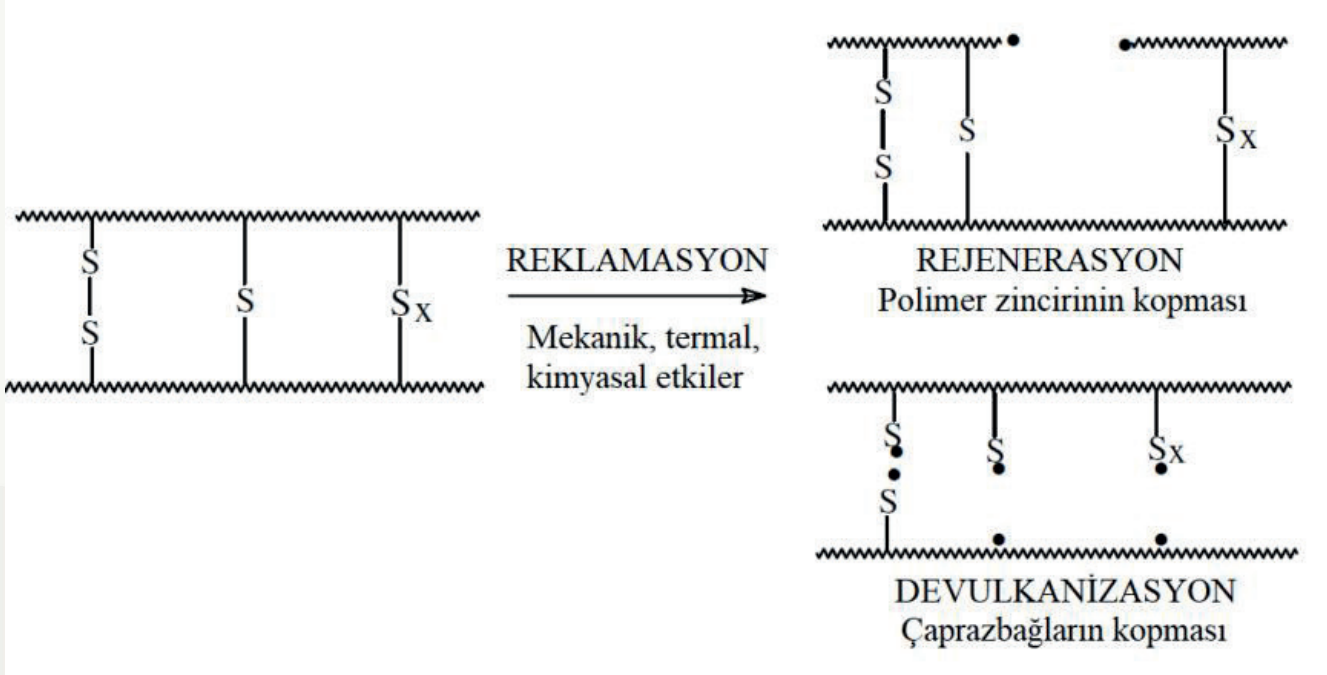 S
S
S
Sx
REKLAMASYON
Mekanik, termal,
kimyasal etkiler
S
S
S
Sx
REJENERASYON
Polimer zincirinin kopması
S
S
S
Sx
DEVULKANİZASYON
Çaprazbağların kopması